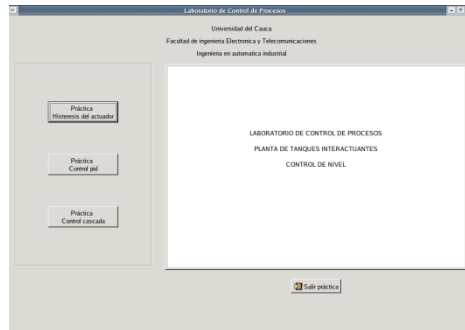 Laboratorio de Control de Procesos
Universidad del Cauca
Facultad de ingenieria Electronica y Telecomunicaciones
Ingenieria en automatica industrial
Práctica
Histeresis del actuador
Práctica
Control pid
Práctica
Control cascada
LABORATORIO DE CONTROL DE PROCESOS
PLANTA DE TANQUES INTERACTUANTES
CONTROL DE NIVEL
Salir práctica